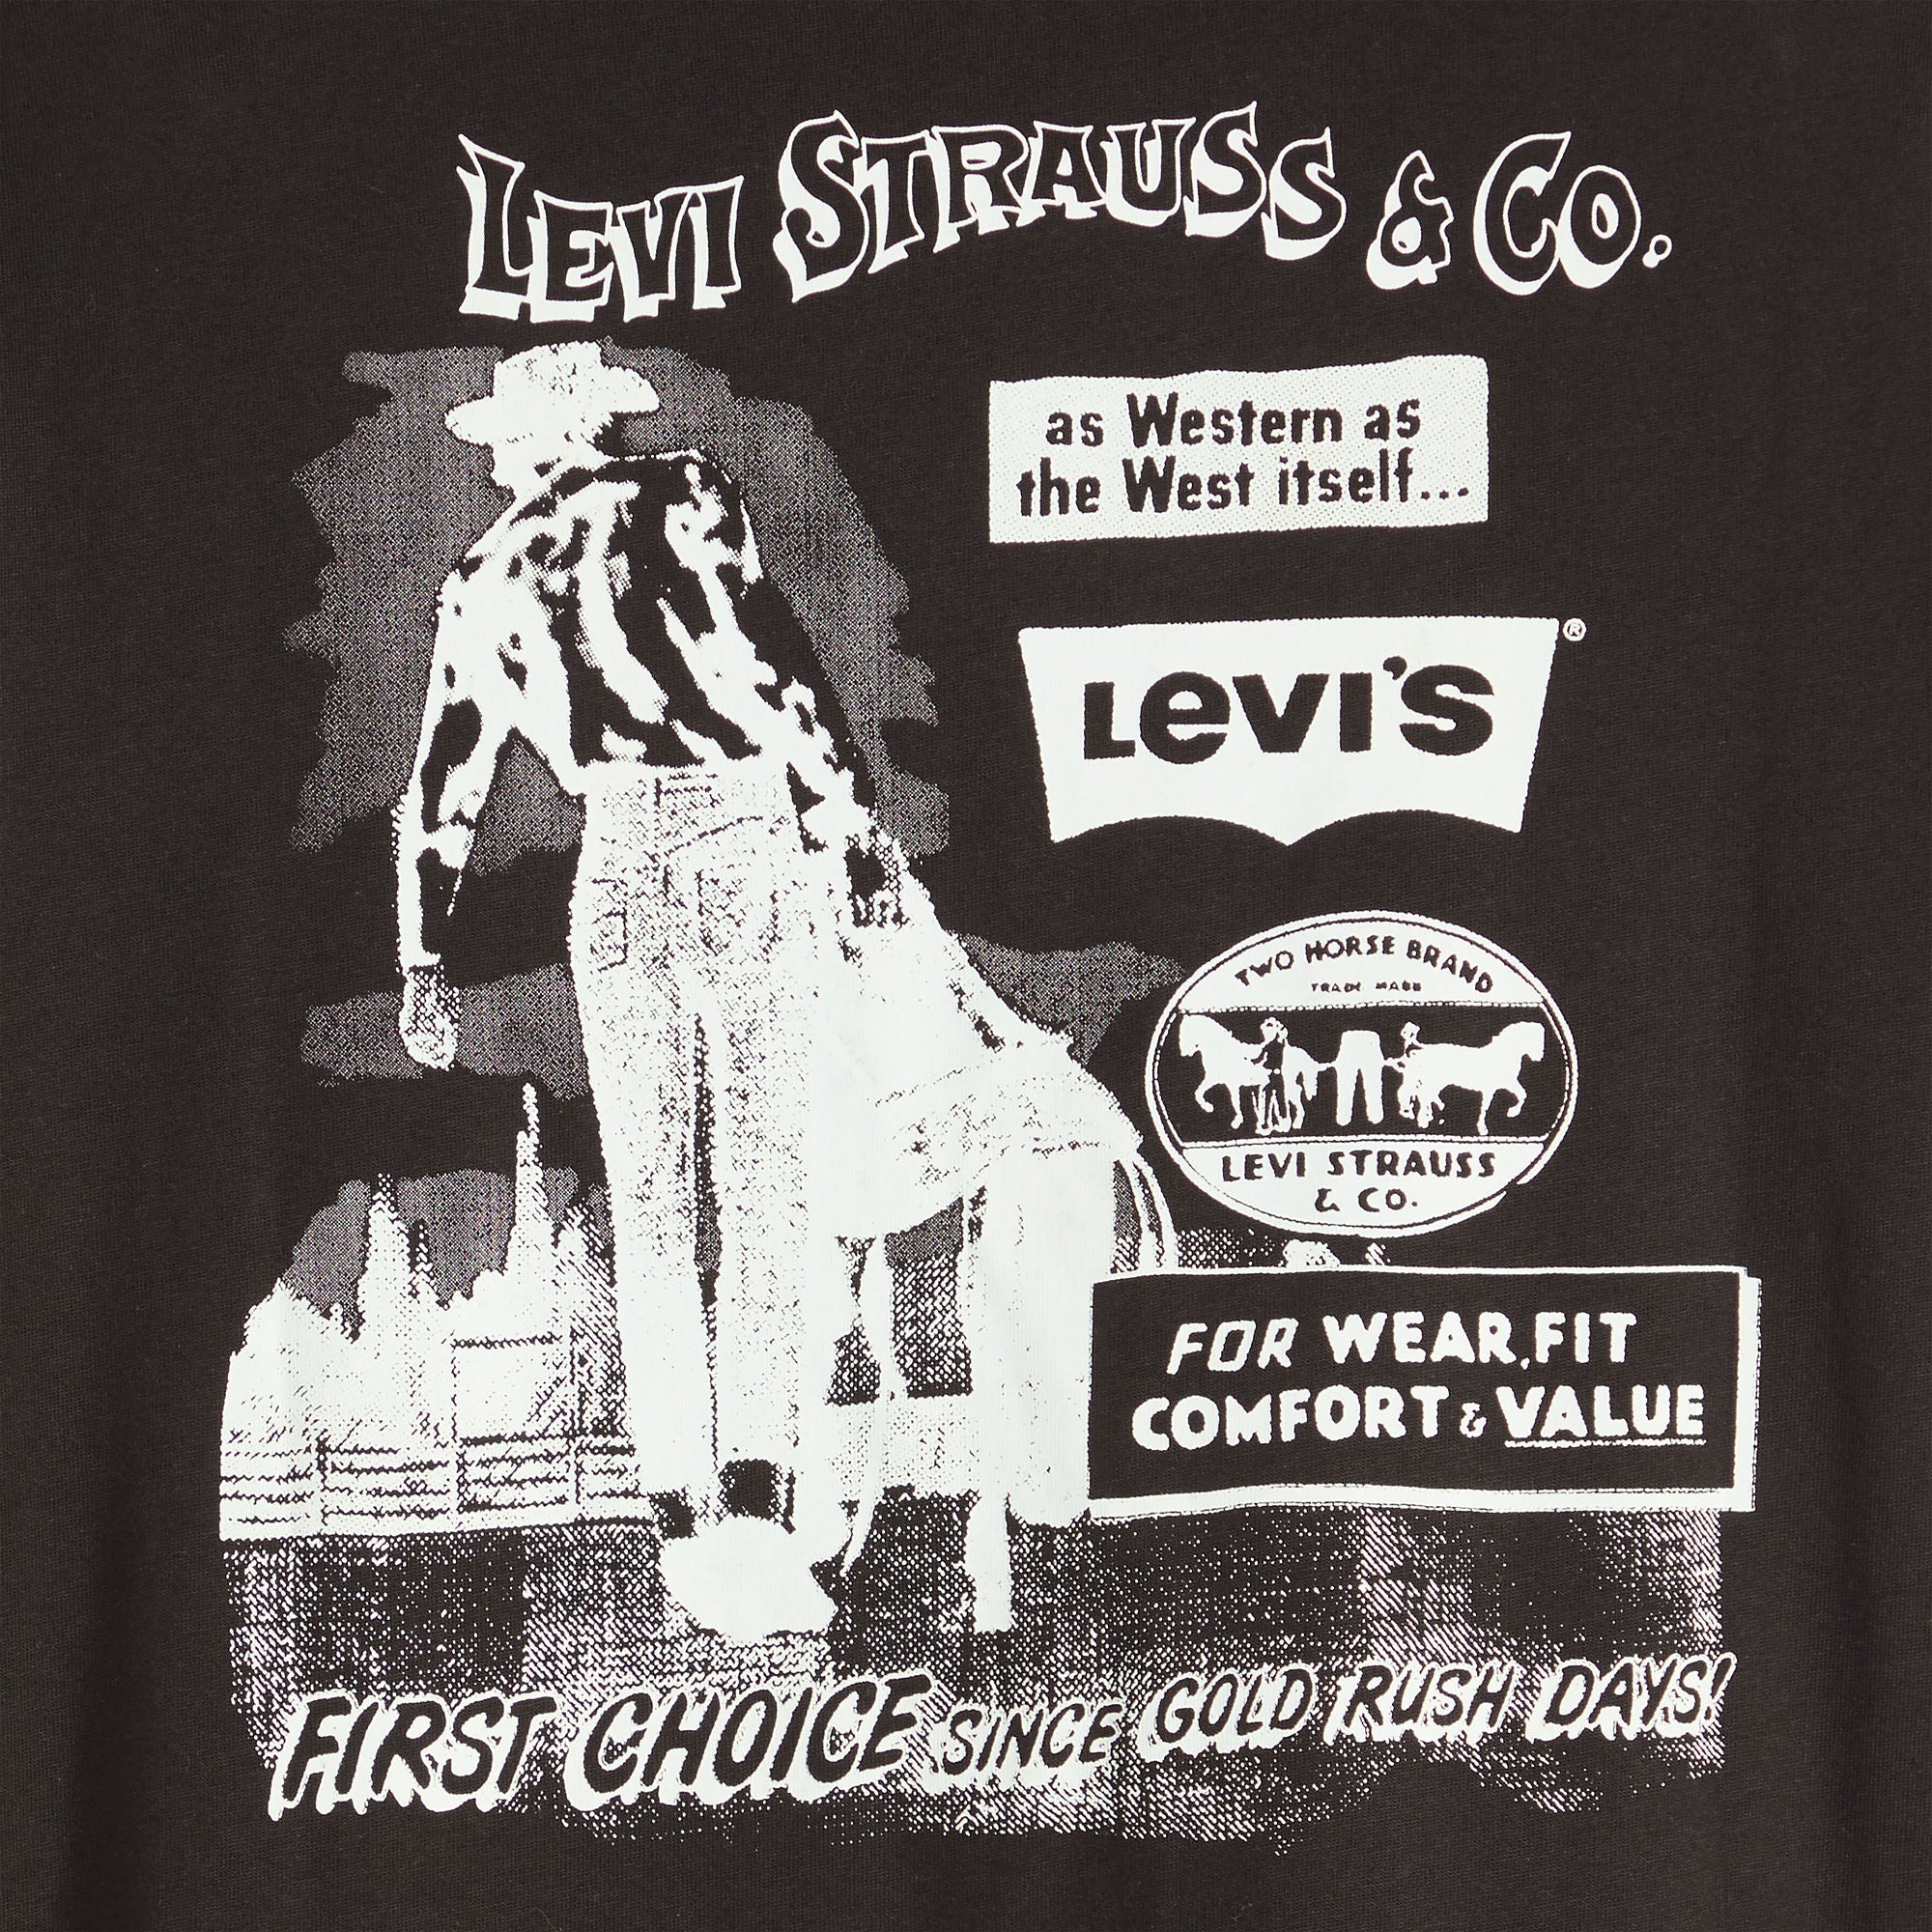 LEVI STRAUSS & CO.
as Western as
the West itself...
LEVI'S ®
TWO HORSE BRAND
TRADE MARK
LEVI STRAUSS
& CO.
FOR WEAR, FIT
COMFORT & VALUE
FIRST CHOICE SINCE GOLD RUSH DAYS!